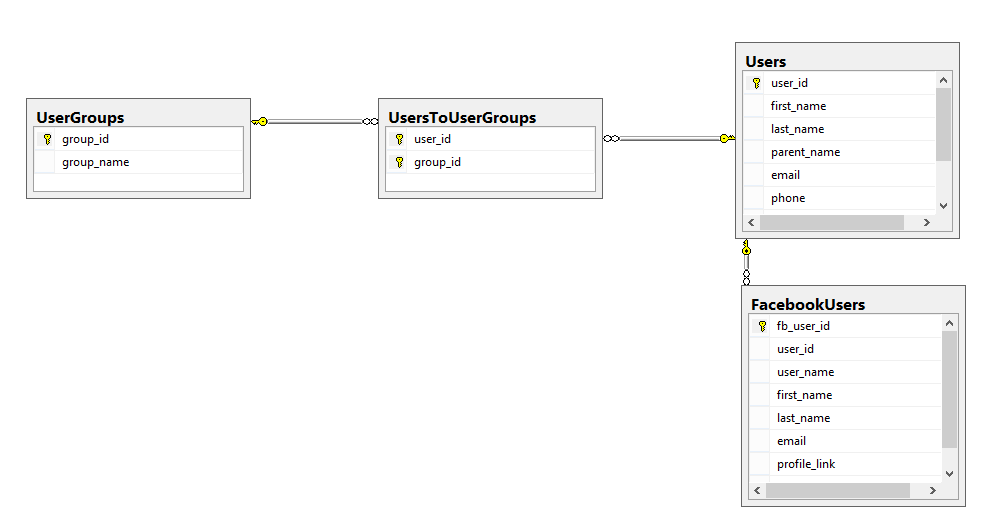 UserGroups
group_id
group_name
UsersToUserGroups
user_id
group_id
Users
user_id
first_name
last_name
parent_name
email
phone
FacebookUsers
fb_user_id
user_id
user_name
first_name
last_name
email
profile_link